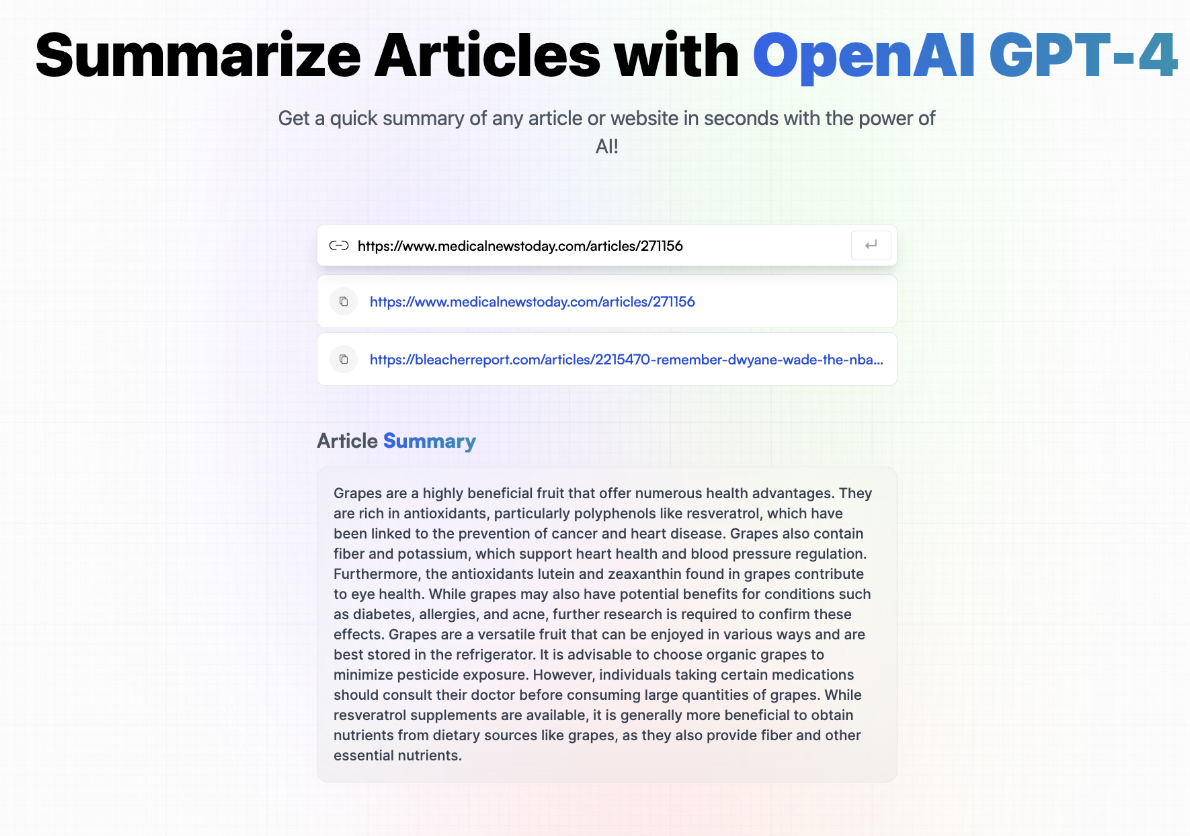 Summarize Articles with OpenAI GPT-4
Get a quick summary of any article or website in seconds with the power of
AI!
https://www.medicalnewstoday.com/articles/271156
https://www.medicalnewstoday.com/articles/271156
https://bleacherreport.com/articles/2215470-remember-dwyane-wade-the-nba...
Article Summary
Grapes are a highly beneficial fruit that offer numerous health advantages. They
are rich in antioxidants, particularly polyphenols like resveratrol, which have
been linked to the prevention of cancer and heart disease. Grapes also contain
fiber and potassium, which support heart health and blood pressure regulation.
Furthermore, the antioxidants lutein and zeaxanthin found in grapes contribute
to eye health. While grapes may also have potential benefits for conditions such
as diabetes, allergies, and acne, further research is required to confirm these
effects. Grapes are a versatile fruit that can be enjoyed in various ways and are
best stored in the refrigerator. It is advisable to choose organic grapes to
minimize pesticide exposure. However, individuals taking certain medications
should consult their doctor before consuming large quantities of grapes. While
resveratrol supplements are available, it is generally more beneficial to obtain
nutrients from dietary sources like grapes, as they also provide fiber and other
essential nutrients.